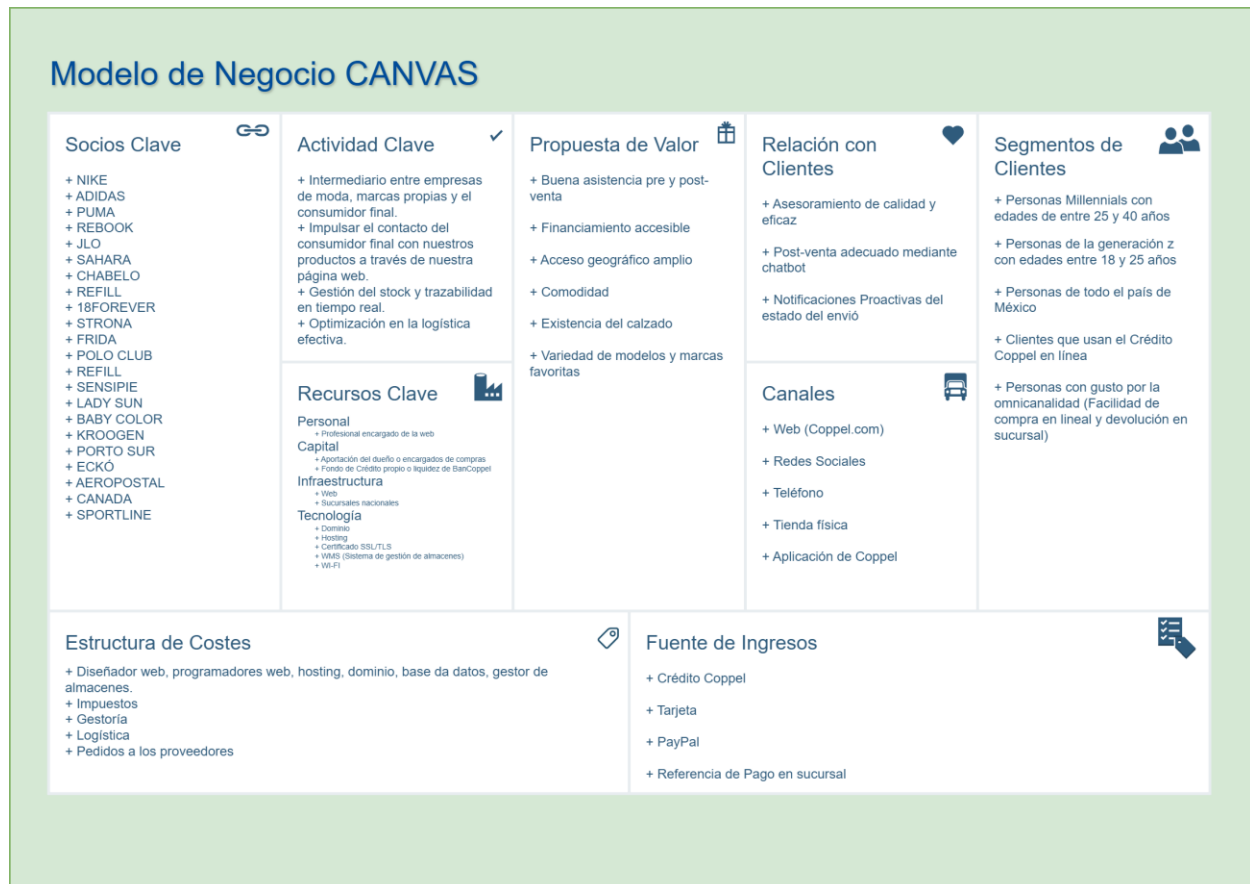 Modelo de Negocio CANVAS
Socios Clave
+ NIKE
+ ADIDAS
+ PUMA
+ REBOOK
+ JLO
+ SAHARA
+ CHABELO
+ REFILL
+ 18FOREVER
+ STRONA
+ FRIDA
+ POLO CLUB
+ REFILL
+ SENSIPIE
+ LADY SUN
+ BABY COLOR
+ KROOGEN
+ PORTO SUR
+ ECKÓ
+ AEROPOSTAL
+ CANADA
+ SPORTLINE
Actividad Clave
+ Intermediario entre empresas
de moda, marcas propias y el
consumidor final.
+ Impulsar el contacto del
consumidor final con nuestros
productos a través de nuestra
página web.
+ Gestión del stock y trazabilidad
en tiempo real.
+ Optimización en la logística
efectiva.
Recursos Clave
Personal
+ Profesional encargado de la web
Capital
+ Aportación del dueño o encargados de compras
+ Fondo de Crédito propio o liquidez de BanCoppel
Infraestructura
+ Web
+ Sucursales nacionales
Tecnología
+ Dominio
+ Hosting
+ Certificado SSL/TLS
+ WMS (Sistema de gestión de almacenes)
+ WI-FI
Propuesta de Valor
+ Buena asistencia pre y post-
venta
+ Financiamiento accesible
+ Acceso geográfico amplio
+ Comodidad
+ Existencia del calzado
+ Variedad de modelos y marcas
favoritas
Relación con
Clientes
+ Asesoramiento de calidad y
eficaz
+ Post-venta adecuado mediante
chatbot
+ Notificaciones Proactivas del
estado del envió
Canales
+ Web (Coppel.com)
+ Redes Sociales
+ Teléfono
+ Tienda física
+ Aplicación de Coppel
Segmentos de
Clientes
+ Personas Millennials con
edades de entre 25 y 40 años
+ Personas de la generación z
con edades entre 18 y 25 años
+ Personas de todo el país de
México
+ Clientes que usan el Crédito
Coppel en línea
+ Personas con gusto por la
omnicanalidad (Facilidad de
compra en lineal y devolución en
sucursal)
Estructura de Costes
+ Diseñador web, programadores web, hosting, dominio, base da datos, gestor de
almacenes.
+ Impuestos
+ Gestoría
+ Logística
+ Pedidos a los proveedores
Fuente de Ingresos
+ Crédito Coppel
+ Tarjeta
+ PayPal
+ Referencia de Pago en sucursal